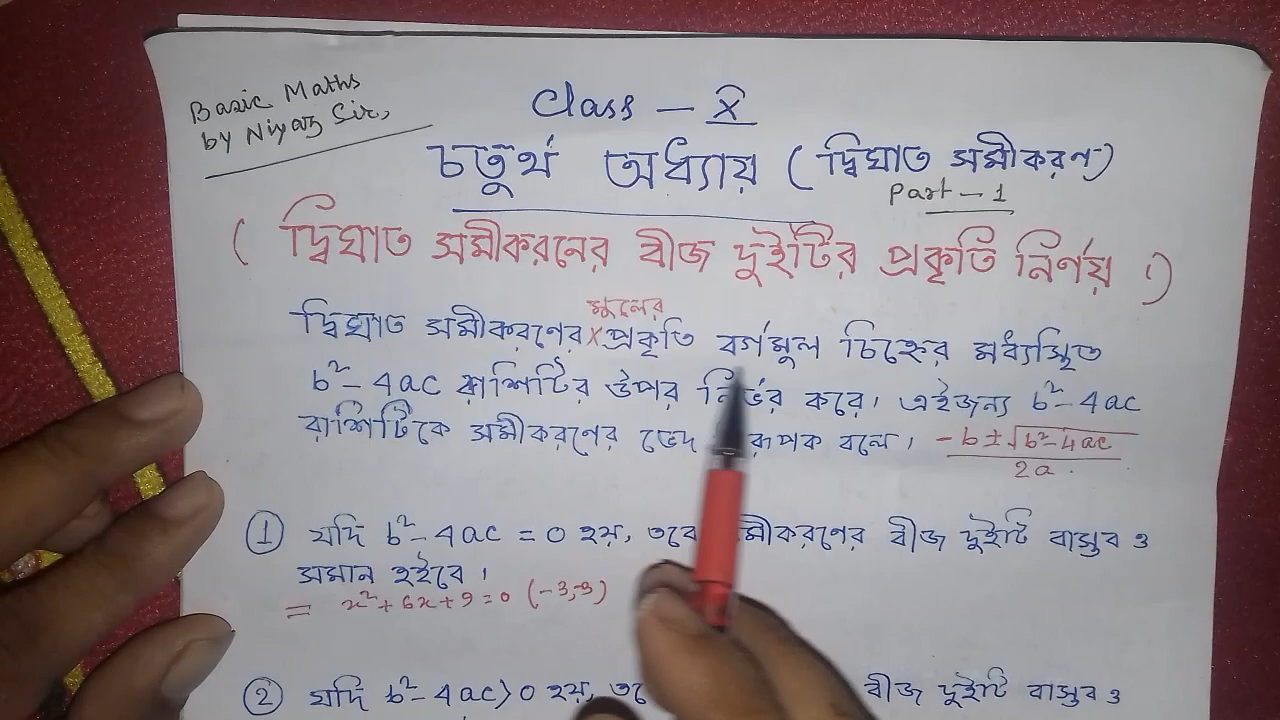 Basic Maths
by Niyaz Sir,
Class - X
চতুর্থ অধ্যায় ( দ্বিঘাত সমীকরণ)
Part - 1
( দ্বিঘাত সমীকরনের বীজ দুইটির প্রকৃতি নির্ণয় ।)
মূলের
দ্বিঘাত সমীকরণের x প্রকৃতি বর্গমূল চিহ্নের মধ্যস্থিত
b² - 4ac রাশিটির উপর নির্ভর করে। এইজন্য b² - 4ac
রাশিটিকে সমীকরণের ভেদ রূপক বলে। (-b ± √(b² - 4ac))/2a.
① যদি b² - 4ac = 0 হয়, তবে সমীকরণের বীজ দুইটি বাস্তব ও
সমান হইবে।
= x² + 6x + 9 = 0 (-3,-3)
② যদি b² - 4ac > 0 হয়, বীজ দুইটি বাস্তব ও